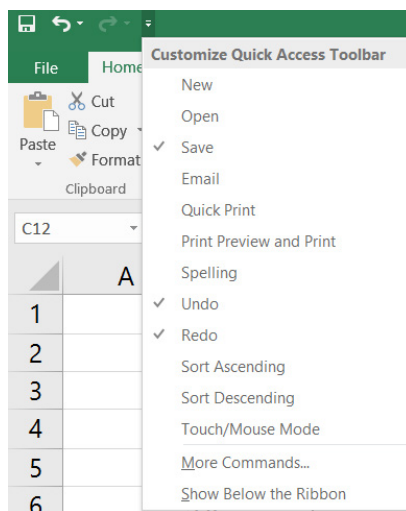 Customize Quick Access Toolbar
File
Home
New
Cut
Open
Copy
Paste
Save
Format
Email
Clipboard
Quick Print
C12
Print Preview and Print
Spelling
A
Undo
1
Redo
2
Sort Ascending
3
Sort Descending
4
Touch/Mouse Mode
5
More Commands...
6
Show Below the Ribbon